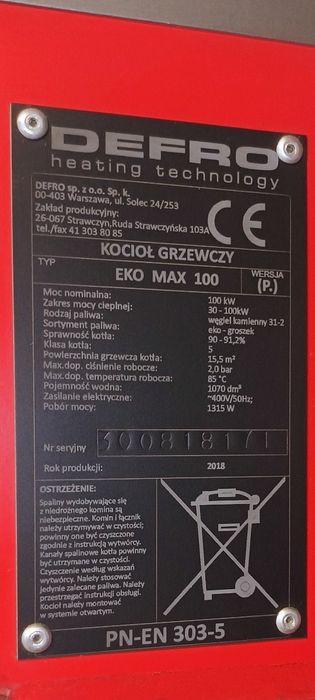 DEFRO
heating technology
DEFRO sp. z o.o. Sp. k.
00-403 Warszawa, ul. Solec 24/253
Zakład produkcyjny:
26-067 Strawczyn,Ruda Strawczyńska 103A
tel./fax 41 303 80 85
CE
KOCIOŁ GRZEWCZY
TYP EKO MAX 100 WERSJA (P.)
Moc nominalna: 100 kW
Zakres mocy cieplnej: 30 - 100kW
Rodzaj paliwa: węgiel kamienny 31-2
Sortyment paliwa: eko - groszek
Sprawność kotła: 90 - 91,2%
Klasa kotła: 5
Powierzchnia grzewcza kotła: 15,5 m²
Max.dop. ciśnienie robocze: 2,0 bar
Max.dop. temperatura robocza: 85 °C
Pojemność wodna: 1070 dm³
Zasilanie elektryczne: ~400V/50Hz;
Pobór mocy: 1315 W
Nr seryjny 300818171
Rok produkcji: 2018
OSTRZEŻENIE:
Spaliny wydobywające się
z niedrożnego komina są
niebezpieczne. Komin i łącznik
należy utrzymywać w czystości;
powinny one być czyszczone
zgodnie z instrukcją wytwórcy.
Kanały spalinowe kotła powinny
być utrzymane w czystości.
Czyszczenie według wskazań
wytwórcy. Należy stosować
jedynie zalecane paliwa. Należy
przestrzegać instrukcji obsługi.
Kocioł należy montować
w systemie otwartym.
PN-EN 303-5